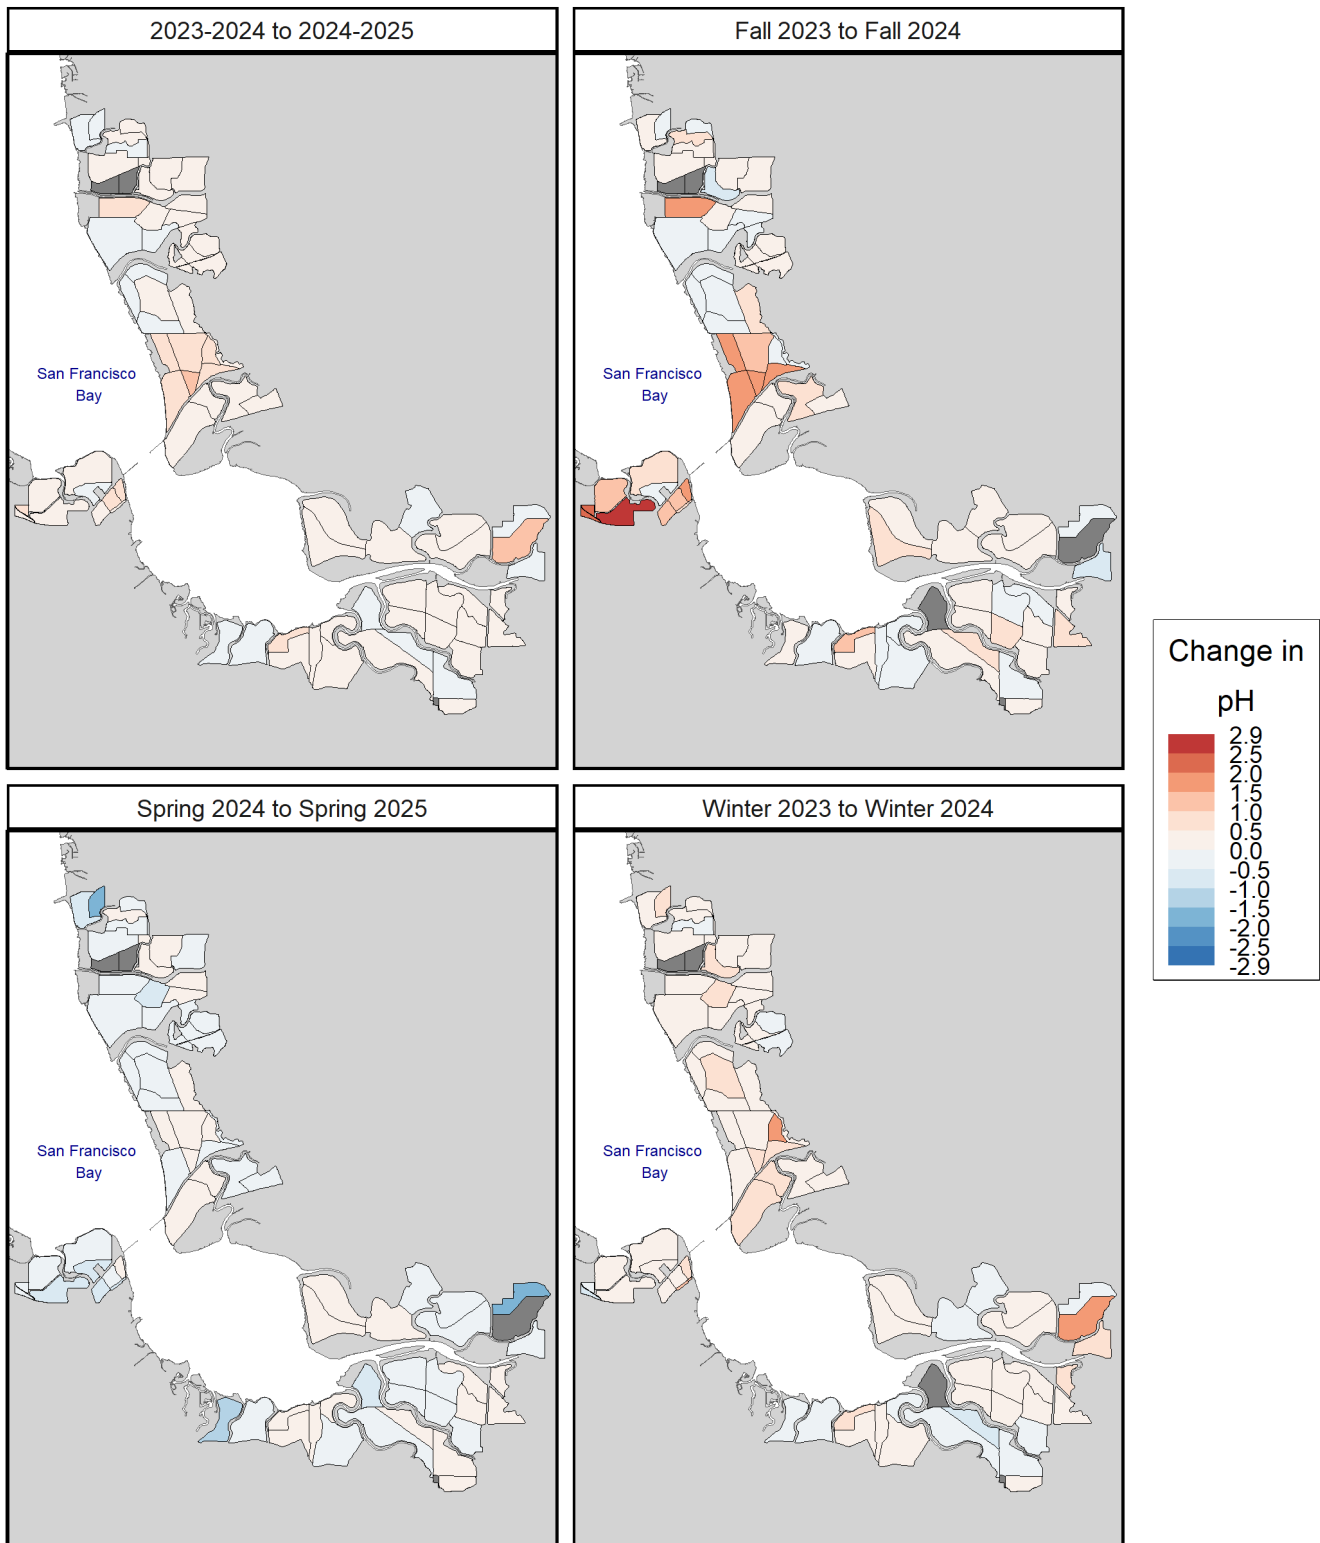 2023-2024 to 2024-2025
Fall 2023 to Fall 2024
San Francisco
Bay
San Francisco
Bay
Spring 2024 to Spring 2025
Winter 2023 to Winter 2024
San Francisco
Bay
San Francisco
Bay
Change in
pH
2.9
2.5
2.0
1.5
1.0
0.5
0.0
-0.5
-1.0
-1.5
-2.0
-2.5
-2.9